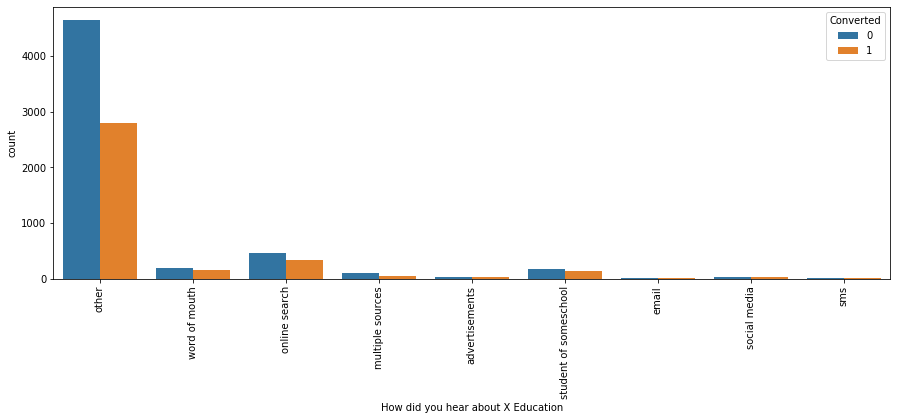 Converted
0
1
4000
3000
2000
1000
0
count
other
word of mouth
online search
multiple sources
advertisements
student of someschool
email
social media
sms
How did you hear about X Education